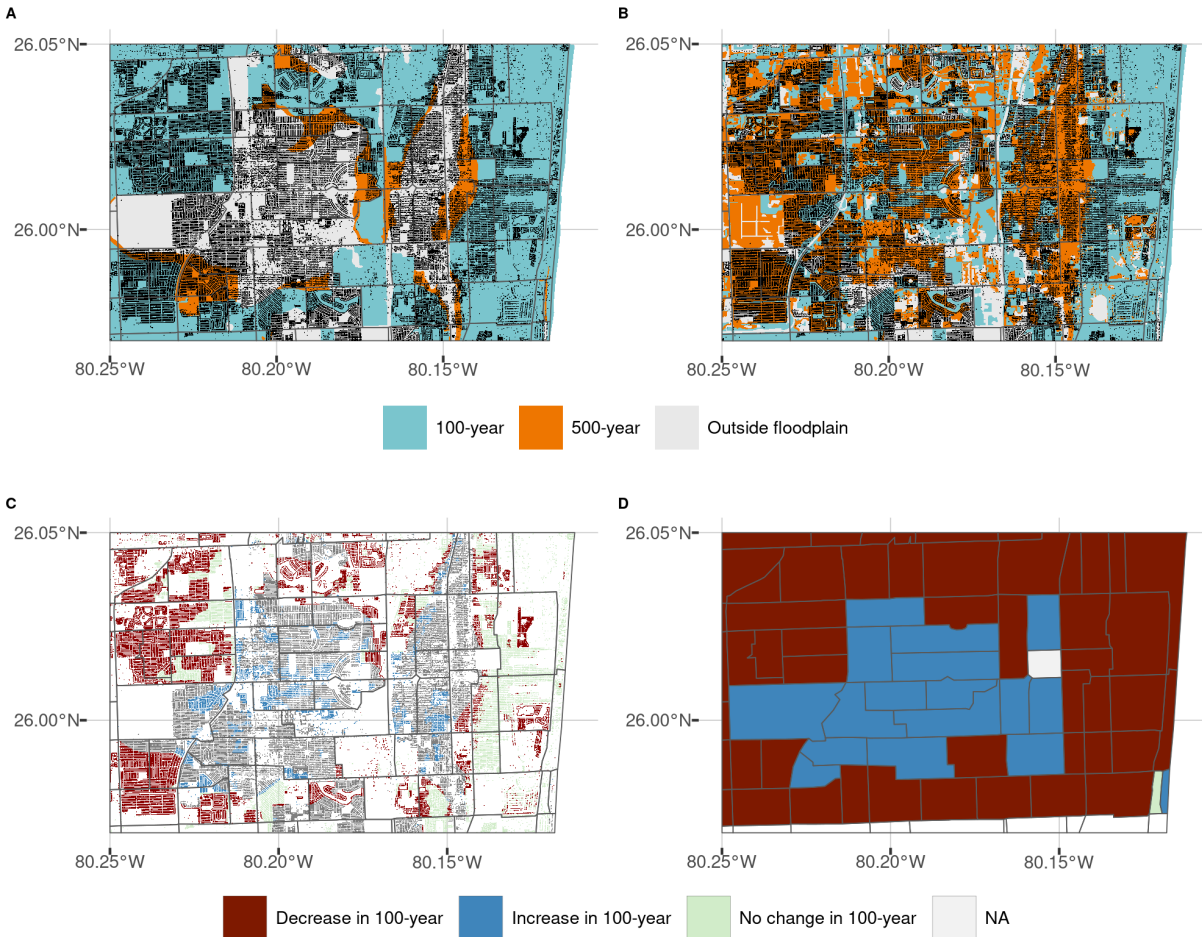 A
B
26.05°N
26.05°N
26.00°N
26.00°N
80.25°W 80.20°W 80.15°W
80.25°W 80.20°W 80.15°W
100-year 500-year Outside floodplain
C
D
26.05°N
26.05°N
26.00°N
26.00°N
80.25°W 80.20°W 80.15°W
80.25°W 80.20°W 80.15°W
Decrease in 100-year Increase in 100-year No change in 100-year NA